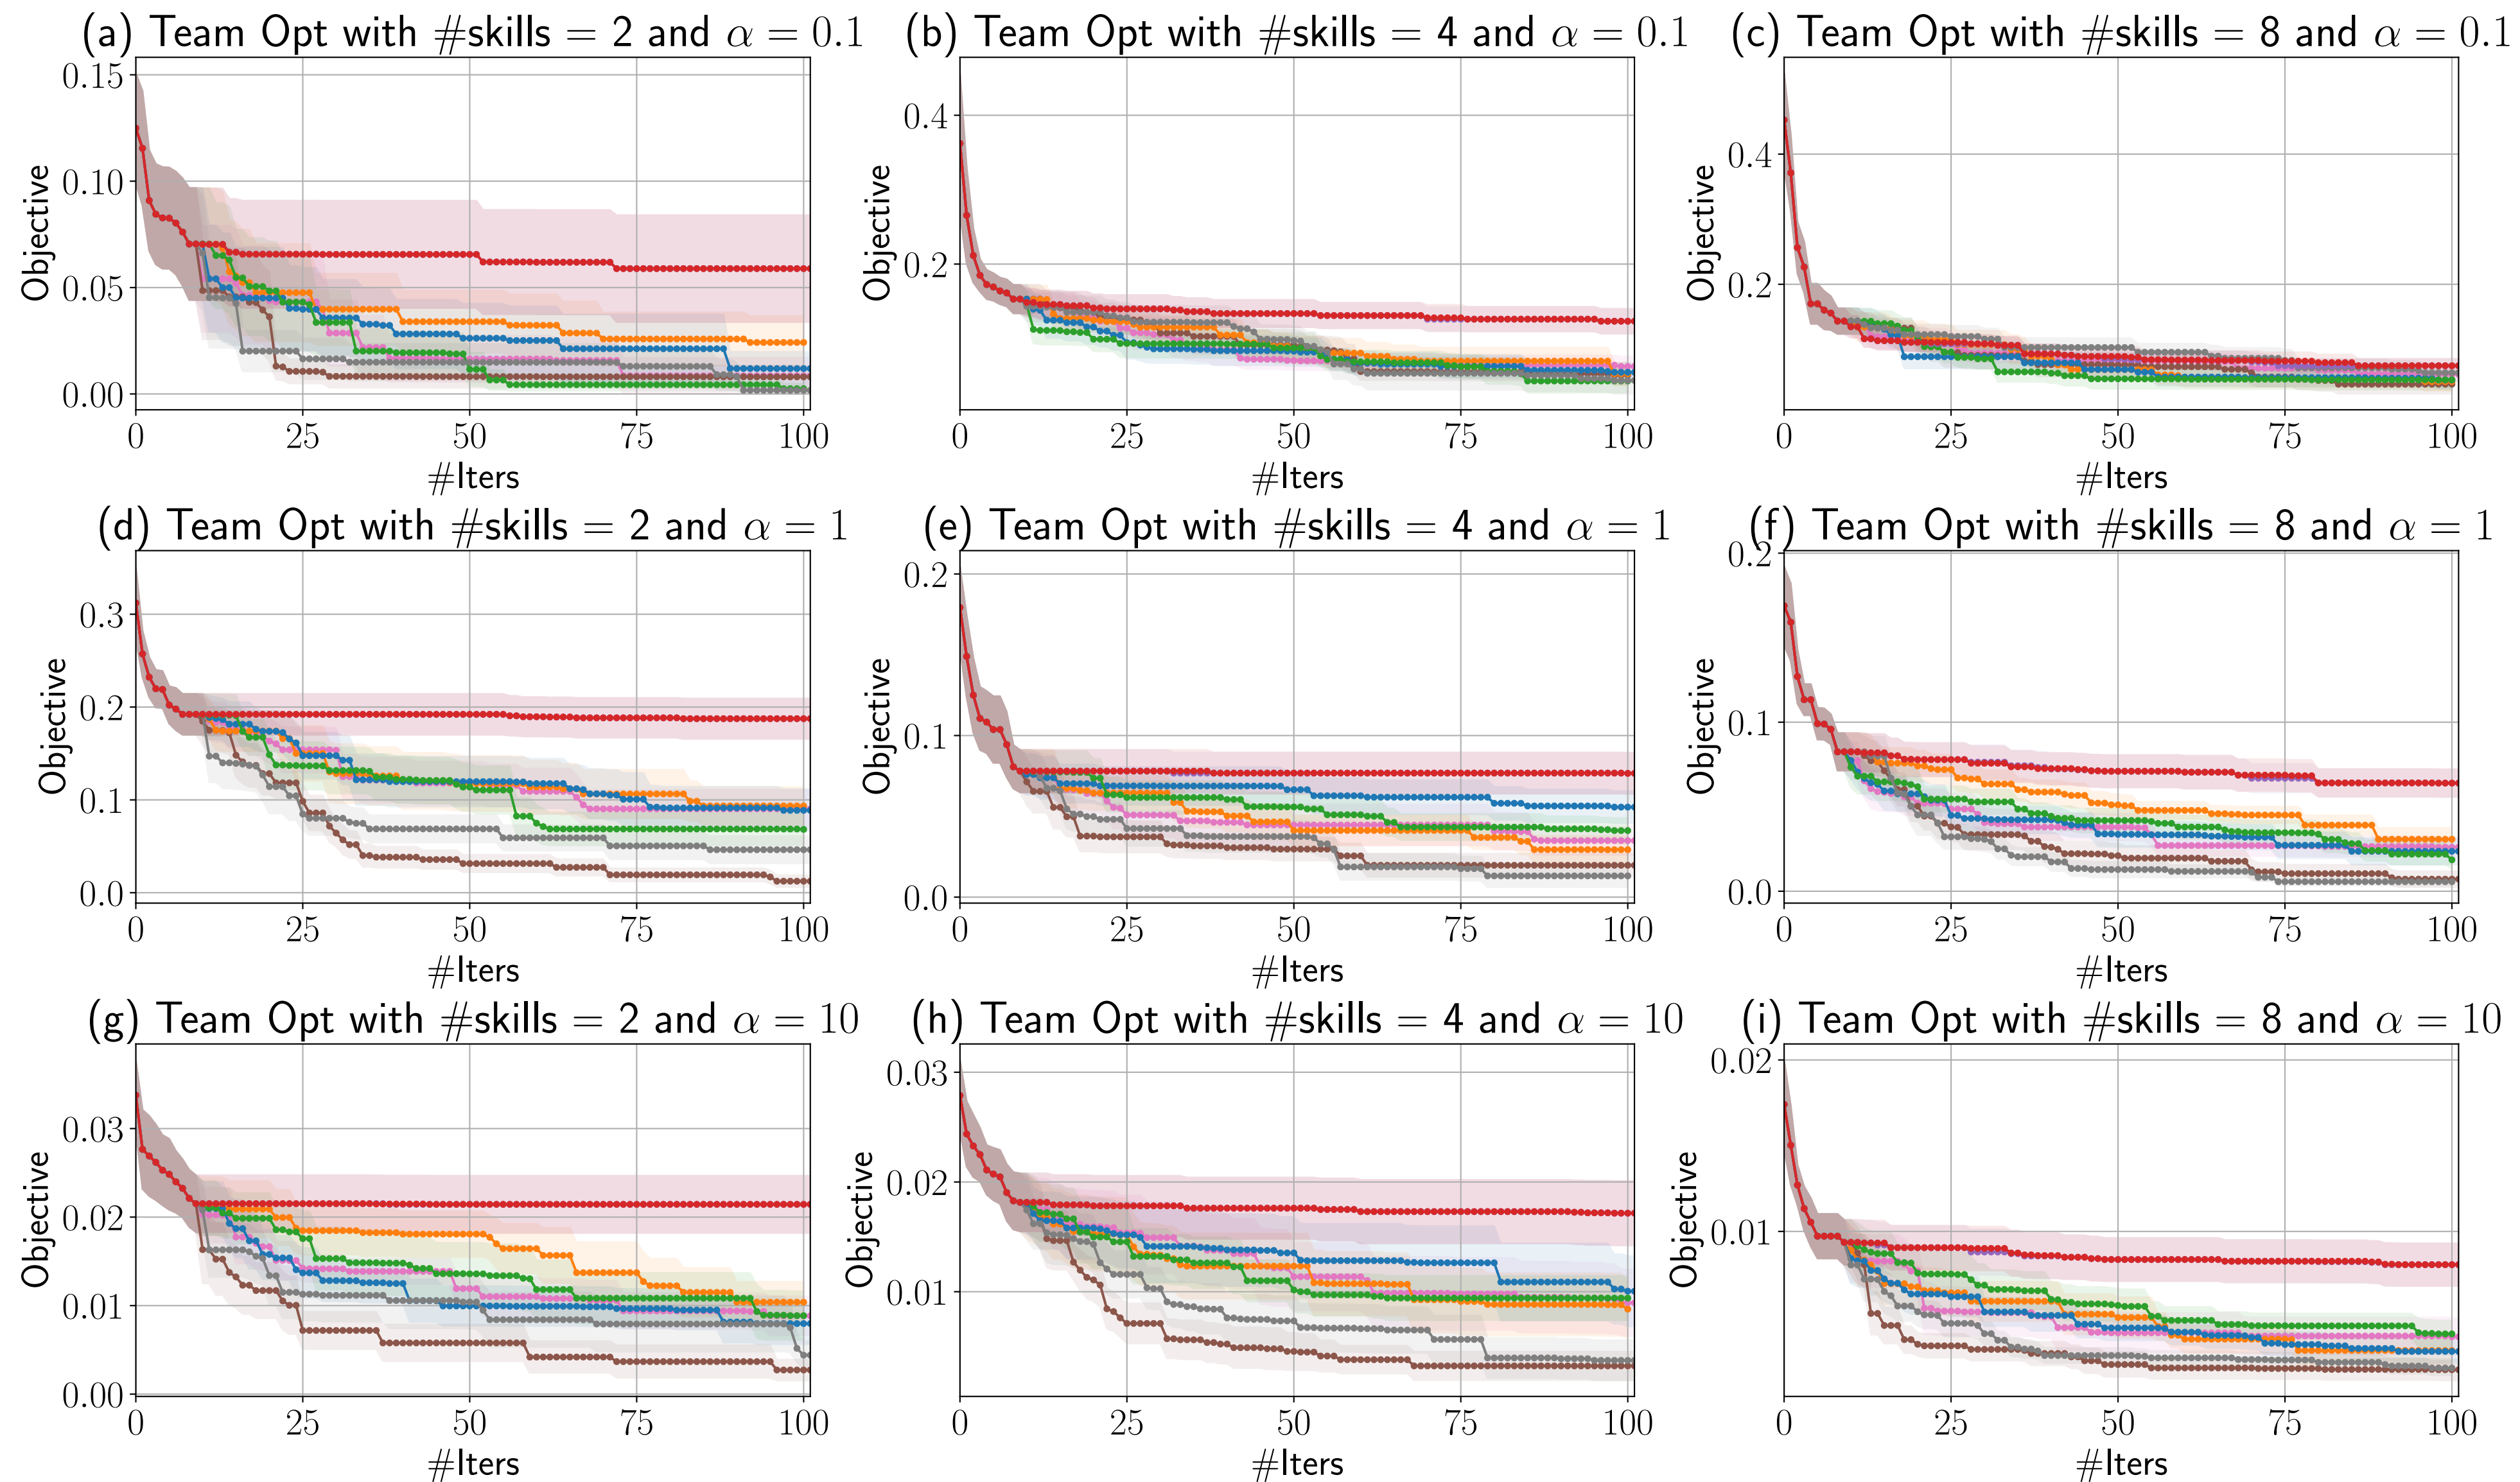 (a) Team Opt with #skills = 2 and α = 0.1
0.15
0.10
0.05
0.00
Objective
0 25 50 75 100
#Iters
(b) Team Opt with #skills = 4 and α = 0.1
0.4
0.2
Objective
0 25 50 75 100
#Iters
(c) Team Opt with #skills = 8 and α = 0.1
0.4
0.2
Objective
0 25 50 75 100
#Iters
(d) Team Opt with #skills = 2 and α = 1
0.3
0.2
0.1
0.0
Objective
0 25 50 75 100
#Iters
(e) Team Opt with #skills = 4 and α = 1
0.2
0.1
0.0
Objective
0 25 50 75 100
#Iters
(f) Team Opt with #skills = 8 and α = 1
0.2
0.1
0.0
Objective
0 25 50 75 100
#Iters
(g) Team Opt with #skills = 2 and α = 10
0.03
0.02
0.01
0.00
Objective
0 25 50 75 100
#Iters
(h) Team Opt with #skills = 4 and α = 10
0.03
0.02
0.01
Objective
0 25 50 75 100
#Iters
(i) Team Opt with #skills = 8 and α = 10
0.02
0.01
Objective
0 25 50 75 100
#Iters